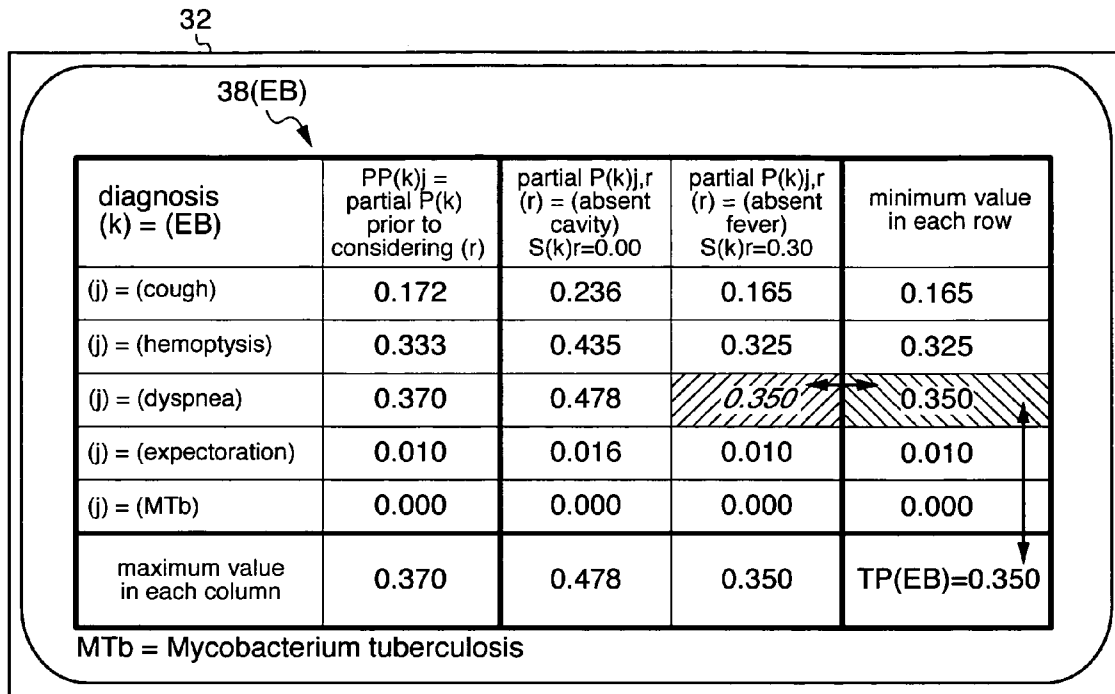 32
38(EB)
diagnosis
(k) = (EB)
PP(k)j =
partial P(k)
prior to
considering (r)
partial P(k)j,r
(r) = (absent
cavity)
S(k)r=0.00
partial P(k)j,r
(r) = (absent
fever)
S(k)r=0.30
minimum value
in each row
(j) = (cough) 0.172 0.236 0.165 0.165
(j) = (hemoptysis) 0.333 0.435 0.325 0.325
(j) = (dyspnea) 0.370 0.478 0.350 0.350
(j) = (expectoration) 0.010 0.016 0.010 0.010
(j) = (MTb) 0.000 0.000 0.000 0.000
maximum value
in each column
0.370 0.478 0.350 TP(EB)=0.350
MTb = Mycobacterium tuberculosis